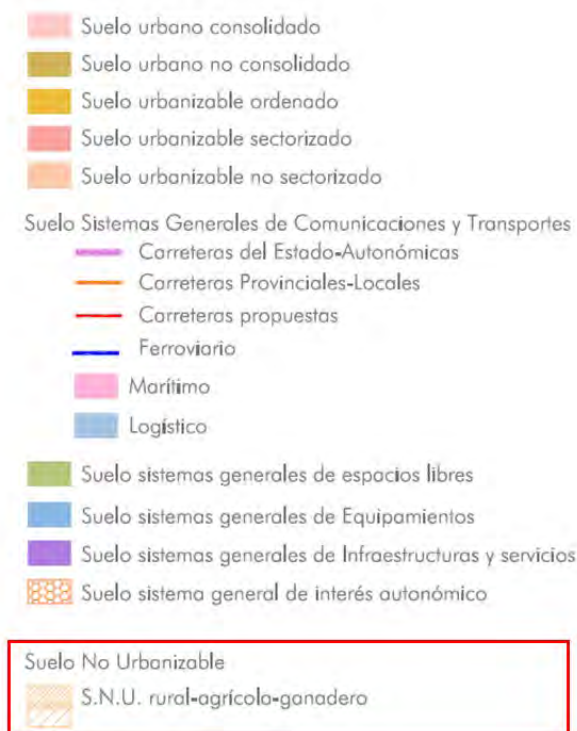 Suelo urbano consolidado
Suelo urbano no consolidado
Suelo urbanizable ordenado
Suelo urbanizable sectorizado
Suelo urbanizable no sectorizado
Suelo Sistemas Generales de Comunicaciones y Transportes
Carreteras del Estado-Autonómicas
Carreteras Provinciales-Locales
Carreteras propuestas
Ferroviario
Marítimo
Logístico
Suelo sistemas generales de espacios libres
Suelo sistemas generales de Equipamientos
Suelo sistemas generales de Infraestructuras y servicios
Suelo sistema general de interés autonómico
Suelo No Urbanizable
S.N.U. rural-agrícolo-ganadero